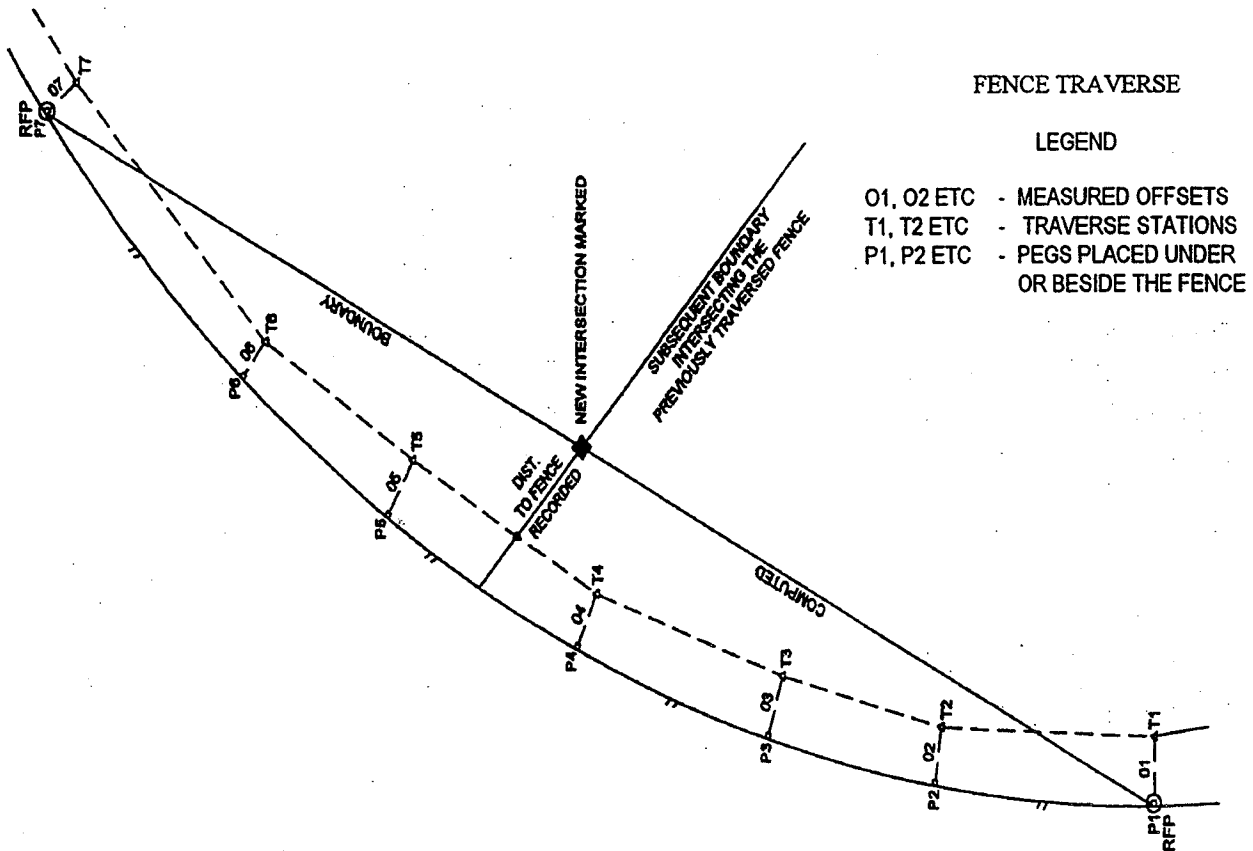 FENCE TRAVERSE
LEGEND
O1, O2 ETC - MEASURED OFFSETS
T1, T2 ETC - TRAVERSE STATIONS
P1, P2 ETC - PEGS PLACED UNDER
OR BESIDE THE FENCE
RFP
P7
O7
T7
P6
O6
T6
BOUNDARY
NEW INTERSECTION MARKED
SUBSEQUENT BOUNDARY
INTERSECTING THE
PREVIOUSLY TRAVERSED FENCE
P5
O5
T5
DIST.
TO FENCE
RECORDED
P4
O4
T4
COMPUTED
P3
O3
T3
P2
O2
T2
P1
RFP
O1
T1